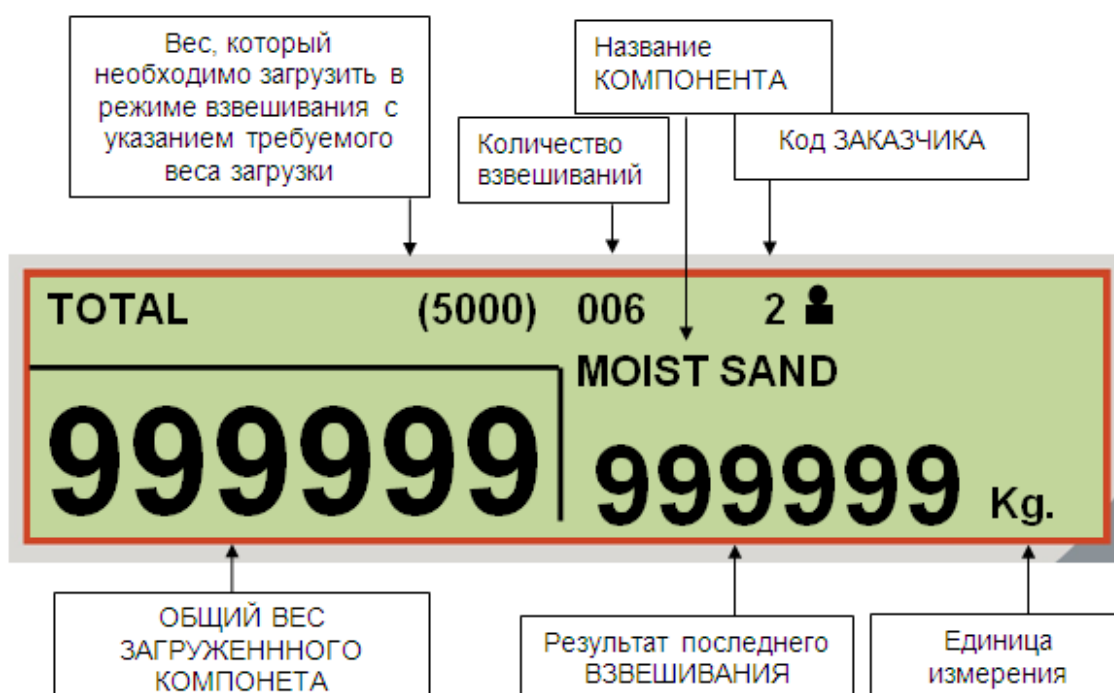 Вес, который
необходимо загрузить в
режиме взвешивания с
указанием требуемого
веса загрузки
Количество
взвешиваний
Название
КОМПОНЕНТА
Код ЗАКАЗЧИКА
TOTAL (5000) 006 2
MOIST SAND
999999 999999 Kg.
ОБЩИЙ ВЕС
ЗАГРУЖЕНННОГО
КОМПОНЕТА
Результат последнего
ВЗВЕШИВАНИЯ
Единица
измерения